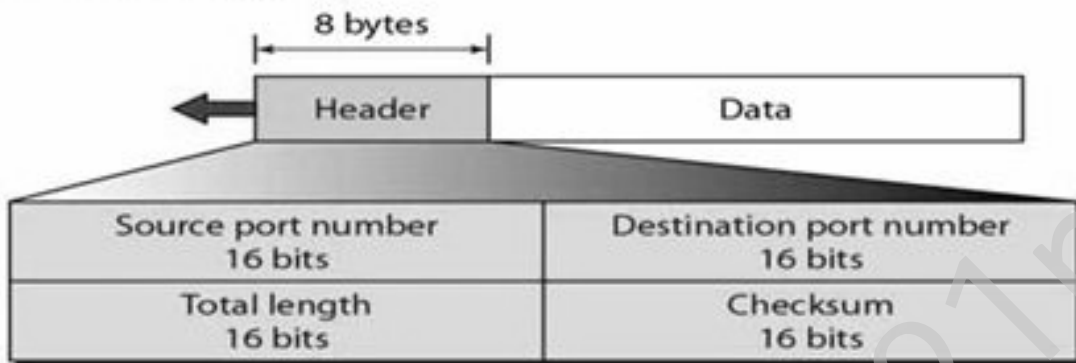 8 bytes
Header
Data
Source port number
16 bits
Destination port number
16 bits
Total length
16 bits
Checksum
16 bits